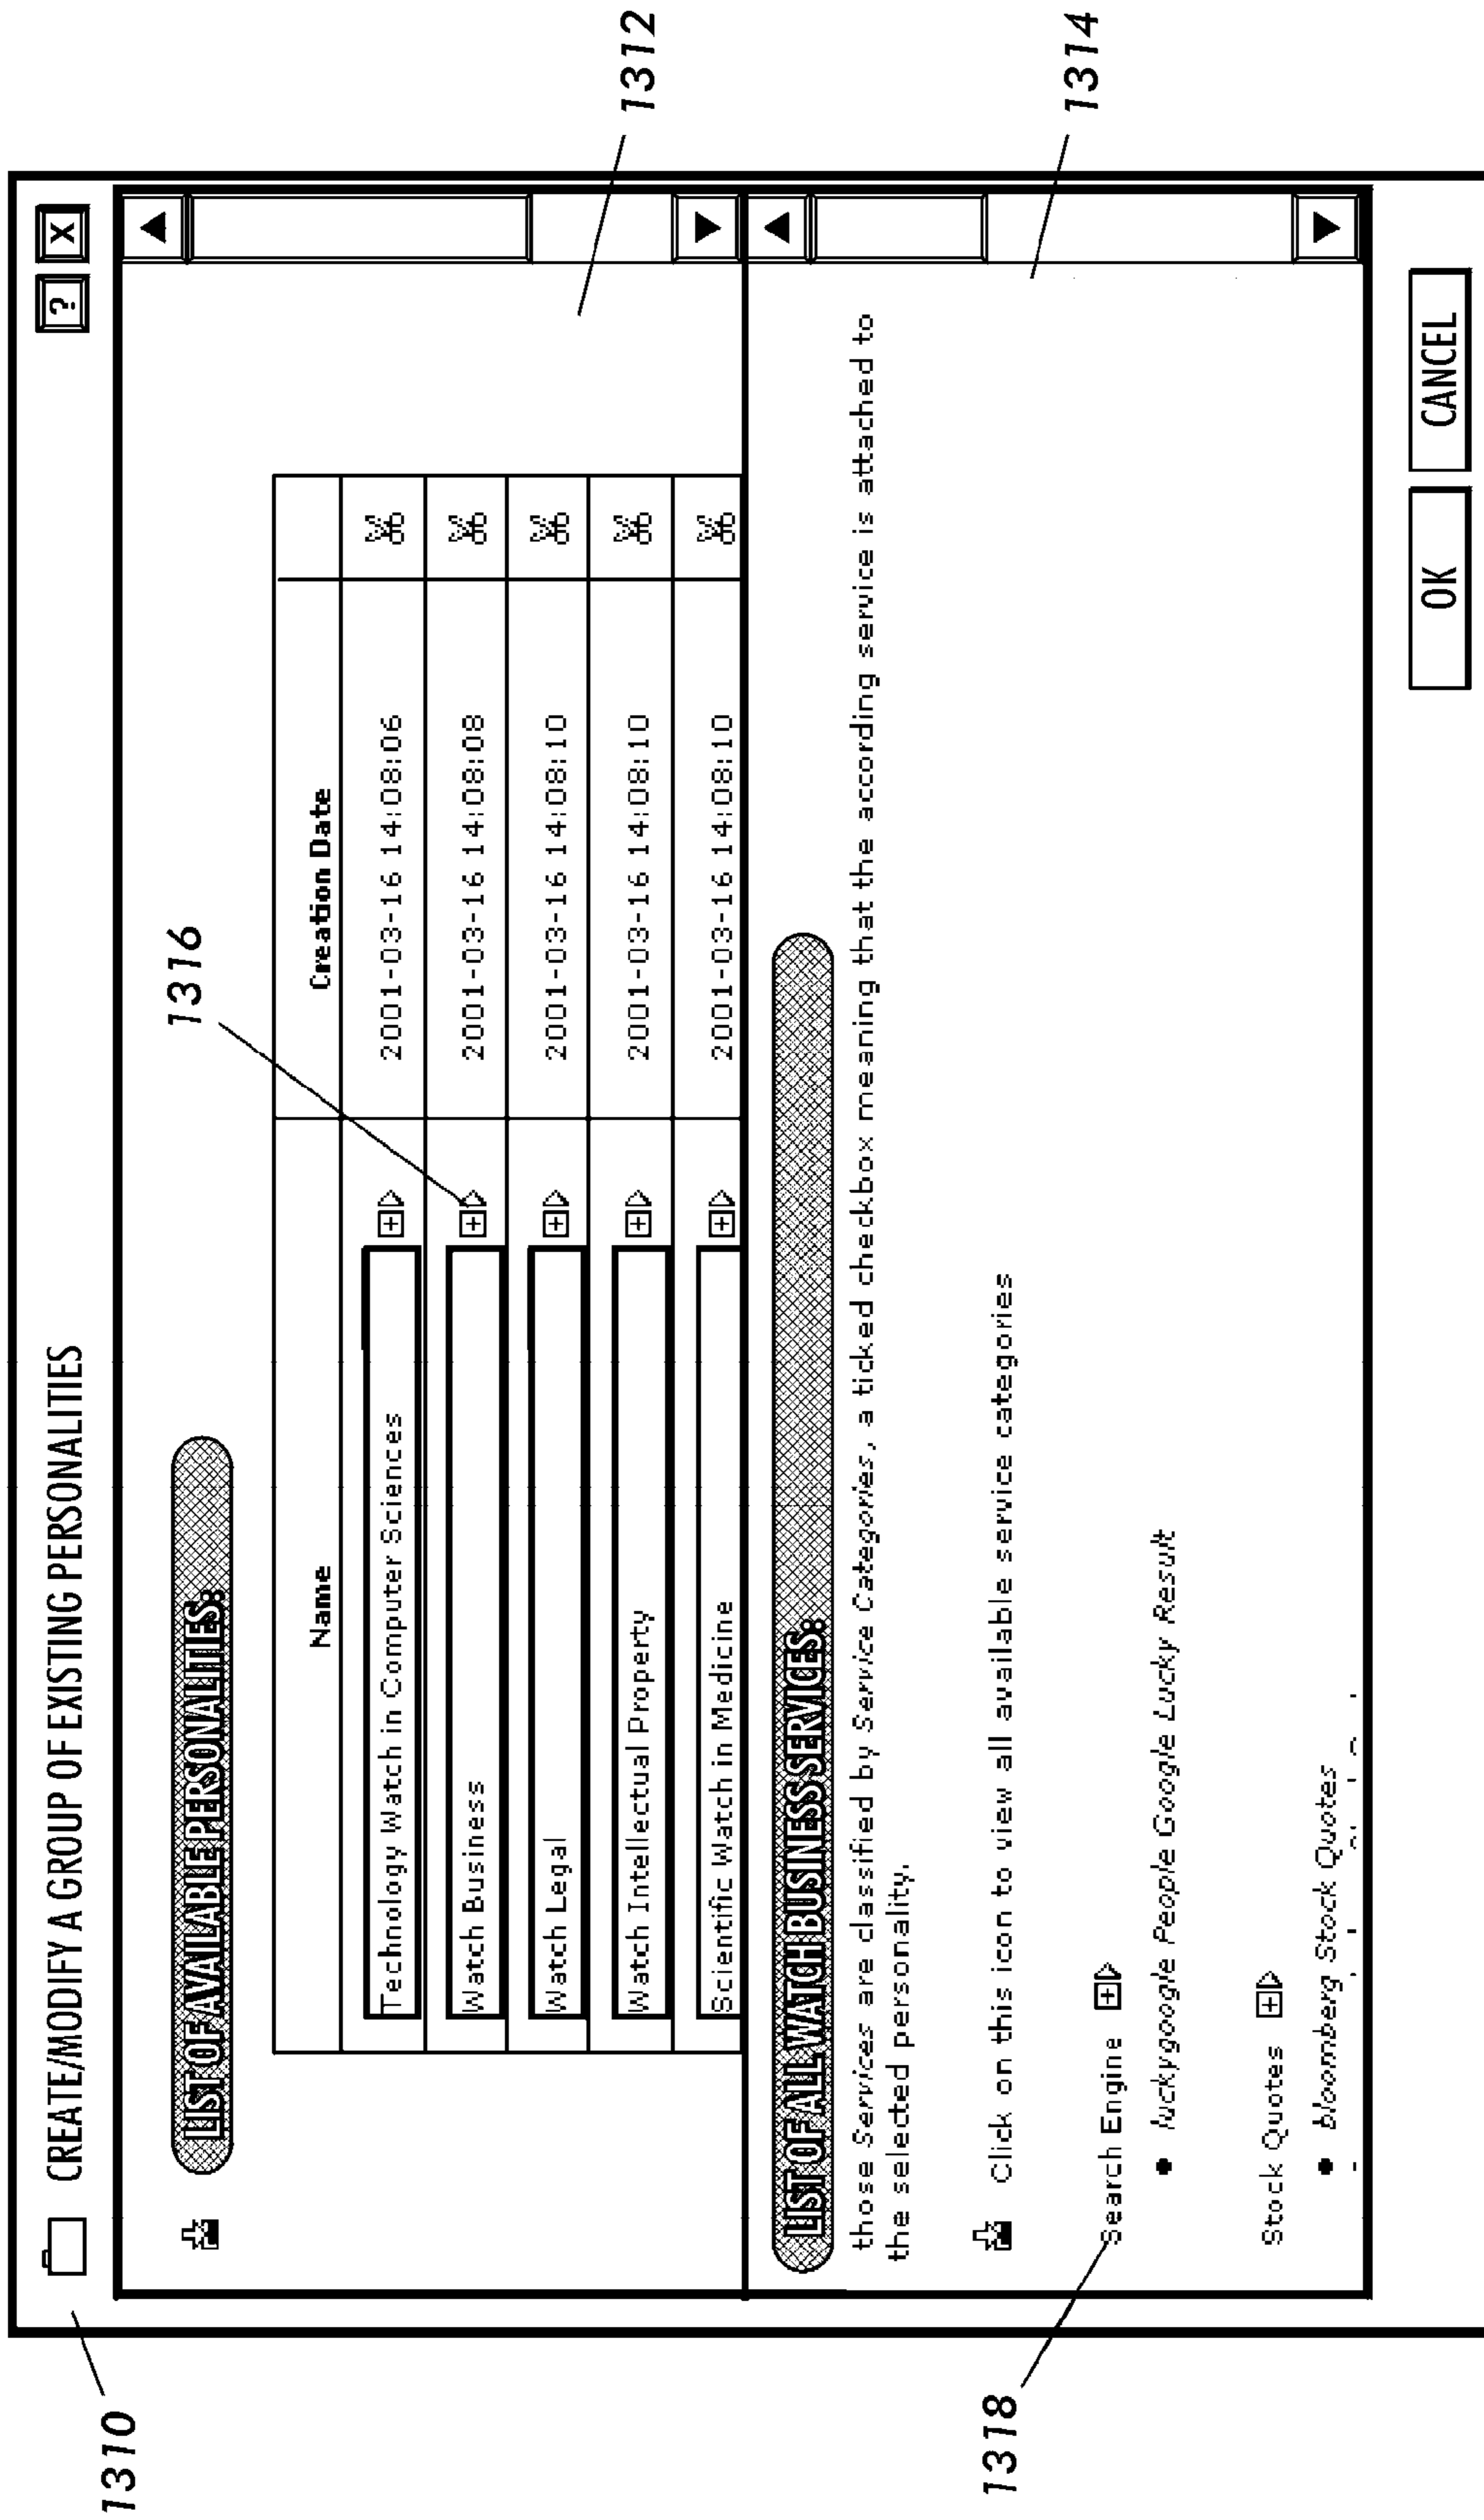 1310
CREATE/MODIFY A GROUP OF EXISTING PERSONALITIES
? X
LIST OF AVAILABLE PERSONALITIES:
1316
Name Creation Date
Technology Watch in Computer Sciences 2001-03-16 14:08:06
Watch Business 2001-03-16 14:08:08
Watch Legal 2001-03-16 14:08:10
Watch Intellectual Property 2001-03-16 14:08:10
Scientific Watch in Medicine 2001-03-16 14:08:10
1312
LIST OF ALL WATCH BUSINESS SERVICES:
those Services are classified by Service Categories, a ticked checkbox meaning that the according service is attached to
the selected personality.
Click on this icon to view all available service categories
1314
1318
Search Engine
• luckygoogle People Google Lucky Result
Stock Quotes
• bloomberg Stock Quotes
OK CANCEL